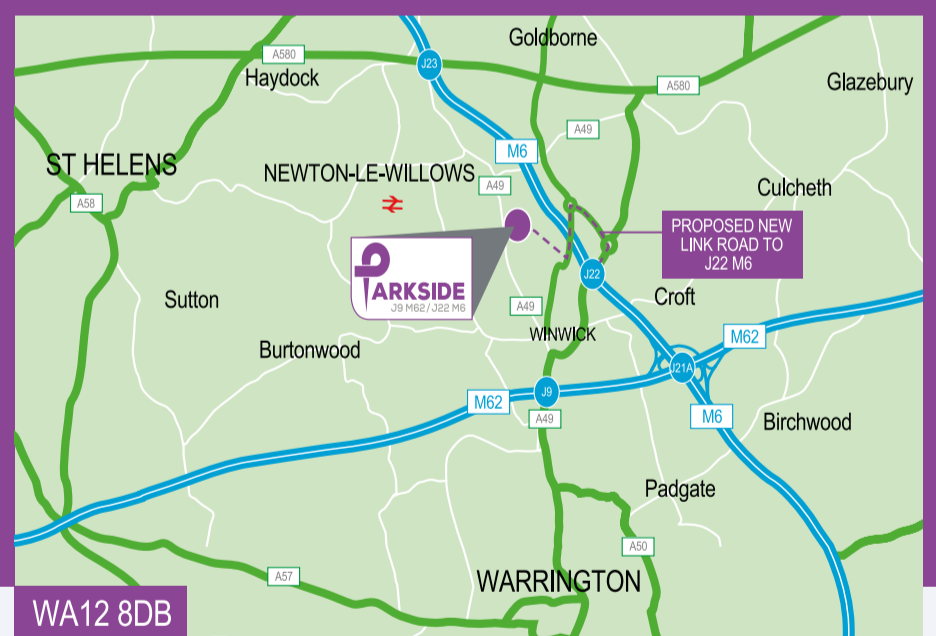 Goldborne
A580
J23
Haydock
A580
Glazebury
A49
M6
ST HELENS
NEWTON-LE-WILLOWS
A49
Culcheth
A58
PROPOSED NEW
LINK ROAD TO
J22 M6
PARKSIDE
J9 M62 / J22 M6
J22
Sutton
Croft
A49
WINWICK
M62
Burtonwood
J21A
J9
M62
A49
M6
Birchwood
Padgate
A50
A57
WARRINGTON
WA12 8DB